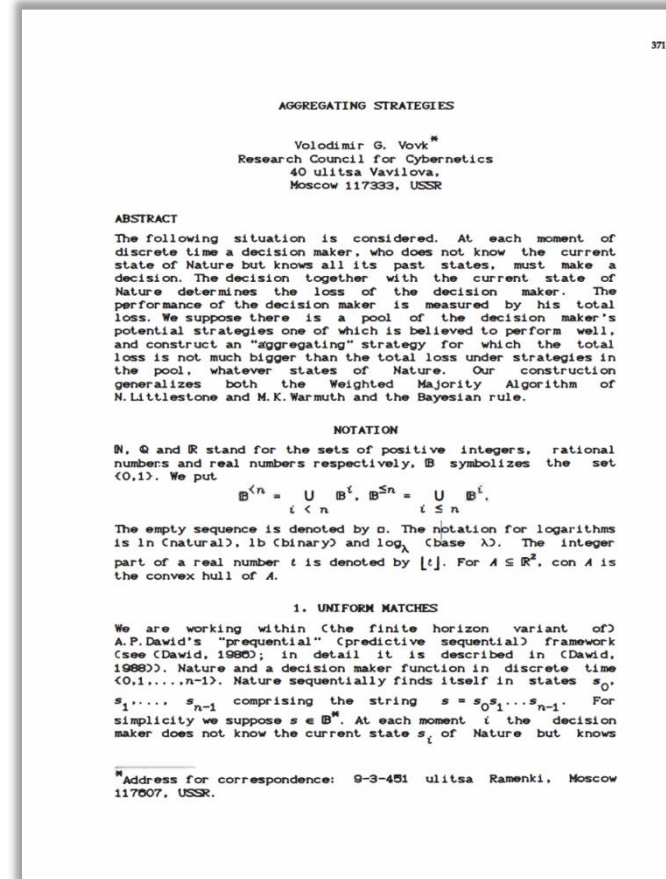 371
AGGREGATING STRATEGIES
Volodimir G. Vovk*
Research Council for Cybernetics
40 ulitsa Vavilova,
Moscow 117333, USSR
ABSTRACT
The following situation is considered. At each moment of
discrete time a decision maker, who does not know the current
state of Nature but knows all its past states, must make a
decision. The decision together with the current state of
Nature determines the loss of the decision maker. The
performance of the decision maker is measured by his total
loss. We suppose there is a pool of the decision maker's
potential strategies one of which is believed to perform well,
and construct an "aggregating" strategy for which the total
loss is not much bigger than the total loss under strategies in
the pool, whatever states of Nature. Our construction
generalizes both the Weighted Majority Algorithm of
N.Littlestone and M.K.Warmuth and the Bayesian rule.
NOTATION
ℕ, ℚ and ℝ stand for the sets of positive integers, rational
numbers and real numbers respectively, 𝔹 symbolizes the set
{0,1}. We put
𝔹^{<n} = ∪_{i < n} 𝔹^i, 𝔹^{≤n} = ∪_{i ≤ n} 𝔹^i.
The empty sequence is denoted by □. The notation for logarithms
is ln (natural), lb (binary) and log_λ (base λ). The integer
part of a real number t is denoted by ⌊t⌋. For A ⊆ ℝ², con A is
the convex hull of A.
1. UNIFORM MATCHES
We are working within (the finite horizon variant of)
A.P.Dawid's "prequential" (predictive sequential) framework
(see (Dawid, 1986); in detail it is described in (Dawid,
1988)). Nature and a decision maker function in discrete time
{0,1,...,n-1}. Nature sequentially finds itself in states s₀,
s₁,..., s_{n-1} comprising the string s = s₀s₁...s_{n-1}. For
simplicity we suppose s ∈ 𝔹*. At each moment i the decision
maker does not know the current state s_i of Nature but knows
*Address for correspondence: 9-3-451 ulitsa Ramenki, Moscow
117607, USSR.